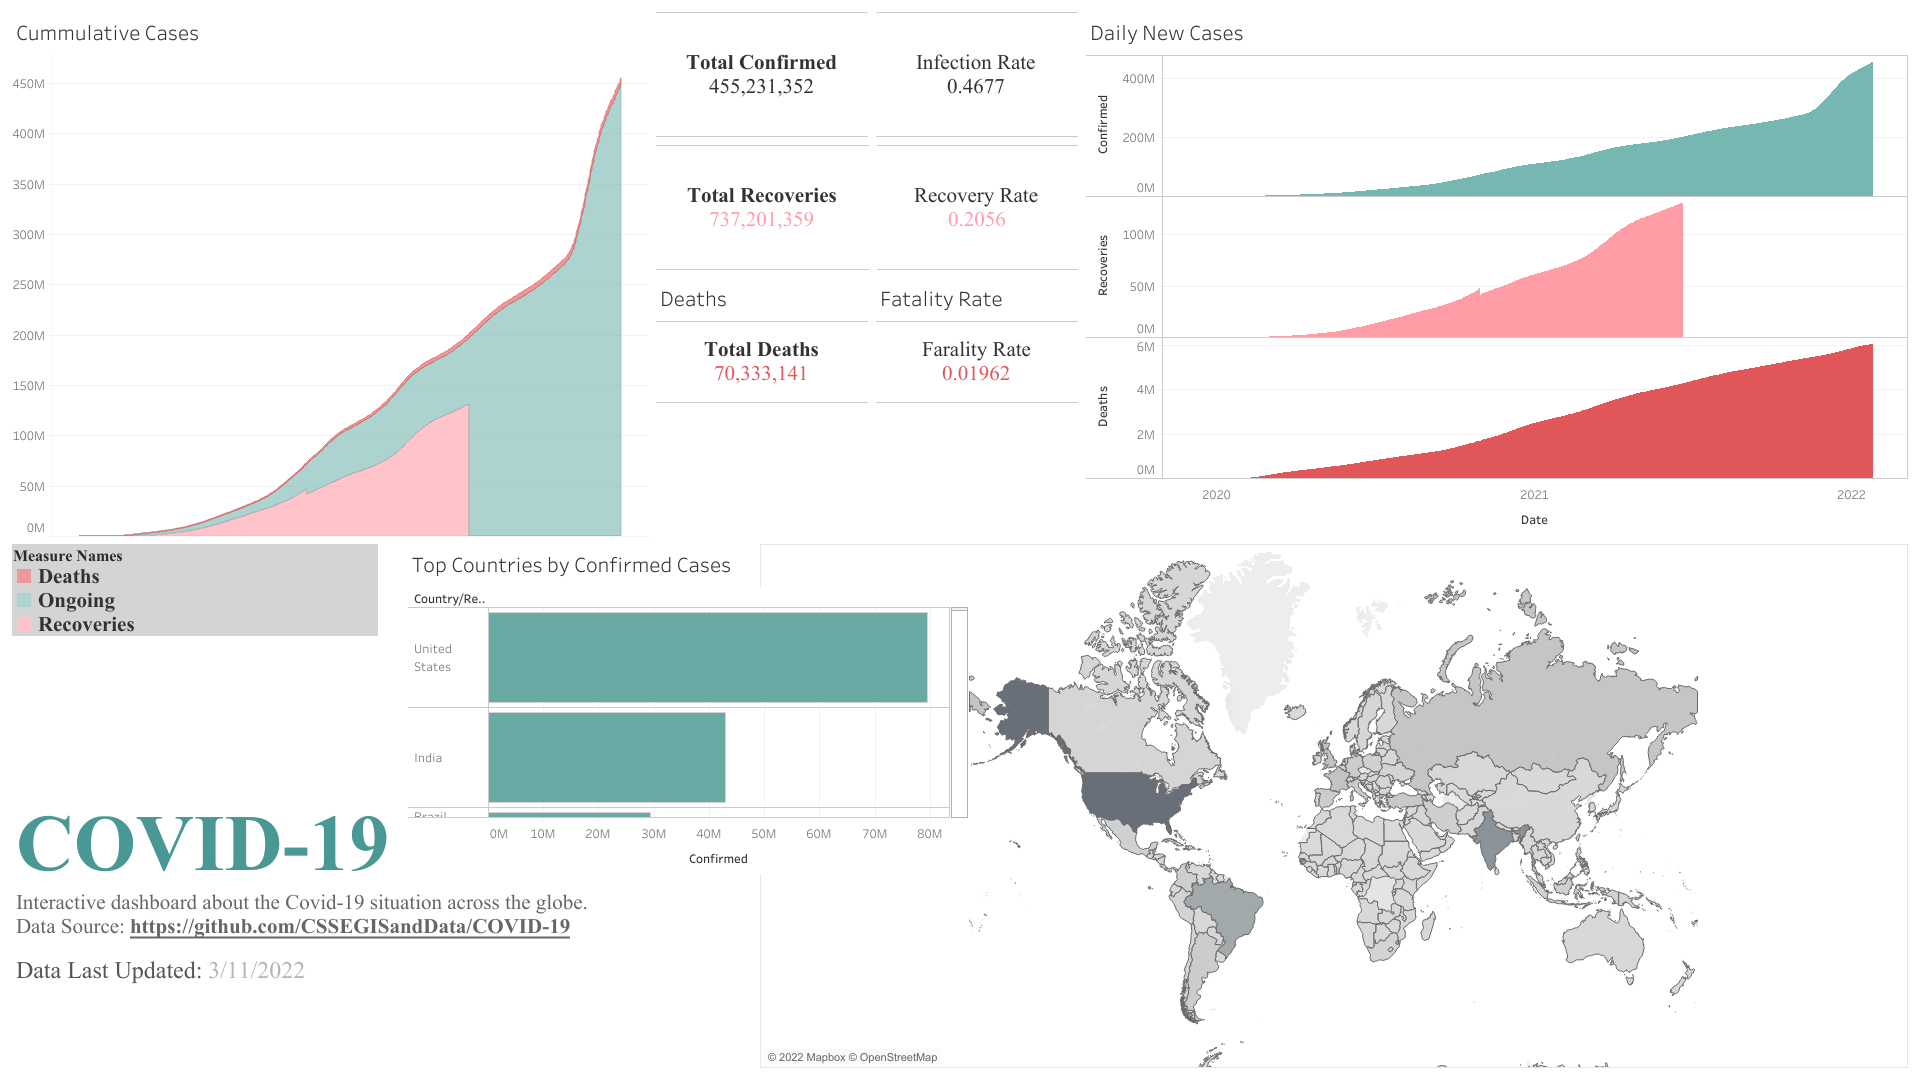 Cummulative Cases
450M
400M
350M
300M
250M
200M
150M
100M
50M
0M
Total Confirmed
455,231,352
Infection Rate
0.4677
Total Recoveries
737,201,359
Recovery Rate
0.2056
Deaths
Fatality Rate
Total Deaths
70,333,141
Farality Rate
0.01962
Daily New Cases
Confirmed
400M
200M
0M
Recoveries
100M
50M
0M
Deaths
6M
4M
2M
0M
2020
2021
2022
Date
Measure Names
Deaths
Ongoing
Recoveries
Top Countries by Confirmed Cases
Country/Re..
United
States
India
Brazil
0M
10M
20M
30M
40M
50M
60M
70M
80M
Confirmed
COVID-19
Interactive dashboard about the Covid-19 situation across the globe.
Data Source: https://github.com/CSSEGISandData/COVID-19
Data Last Updated: 3/11/2022
© 2022 Mapbox © OpenStreetMap